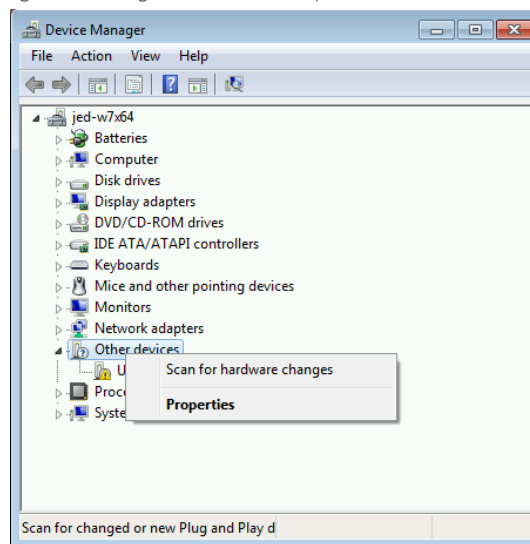 Device Manager
File Action View Help
jed-w7x64
Batteries
Computer
Disk drives
Display adapters
DVD/CD-ROM drives
IDE ATA/ATAPI controllers
Keyboards
Mice and other pointing devices
Monitors
Network adapters
Other devices
U
Scan for hardware changes
Proc
Properties
Syste
Scan for changed or new Plug and Play d